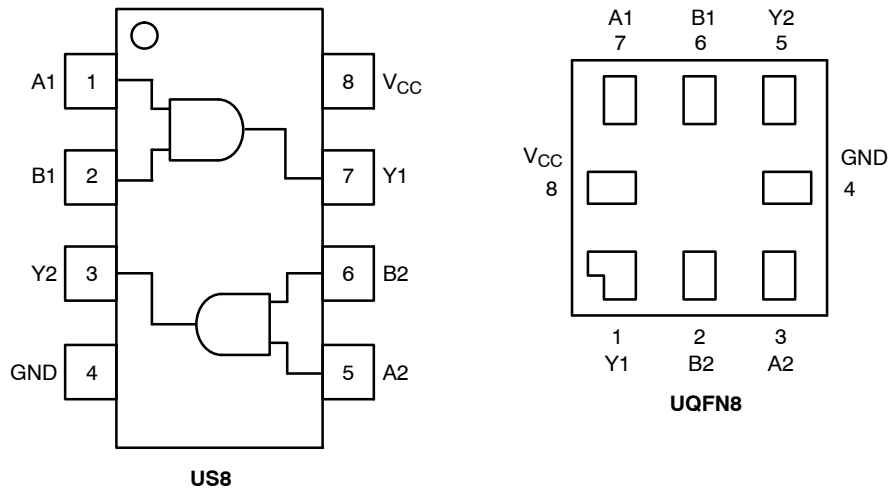 A1 1 8 VCC
B1 2 7 Y1
Y2 3 6 B2
GND 4 5 A2
US8
A1 B1 Y2
7 6 5
VCC GND
8 4
1 2 3
Y1 B2 A2
UQFN8